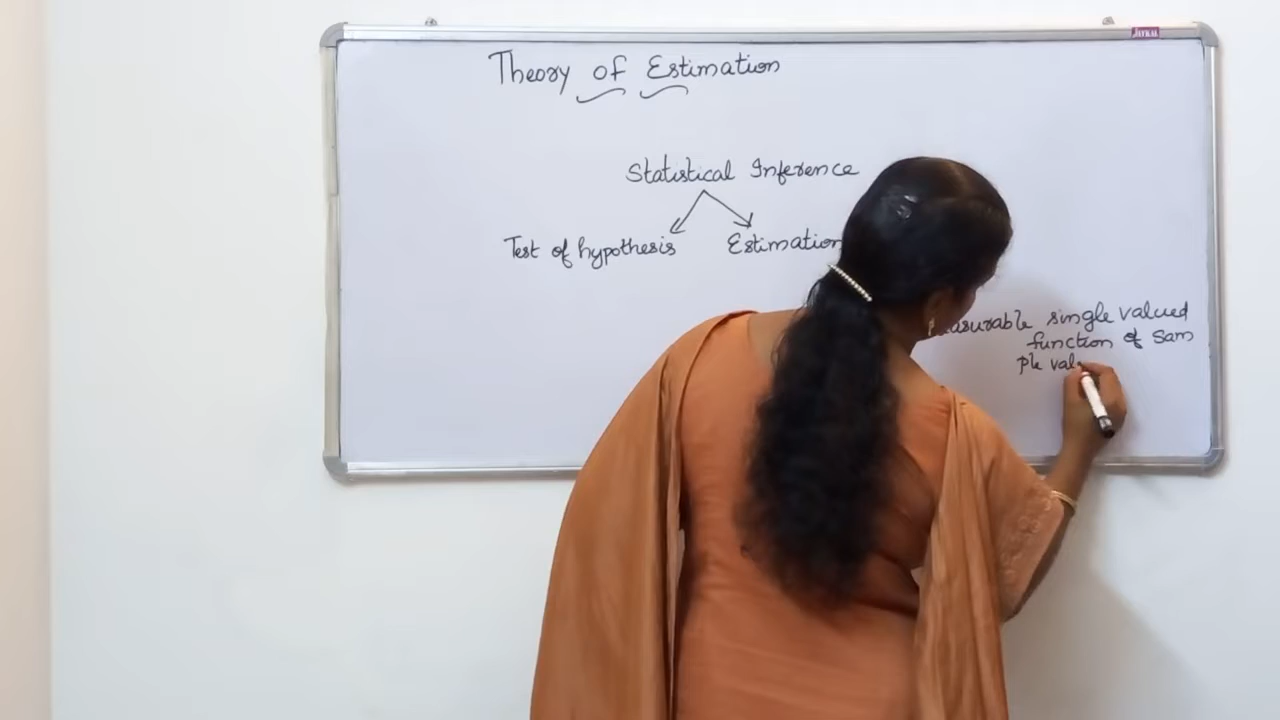 Theory of Estimation
Statistical Inference
Test of hypothesis Estimation
single valued
function of Sam
ple